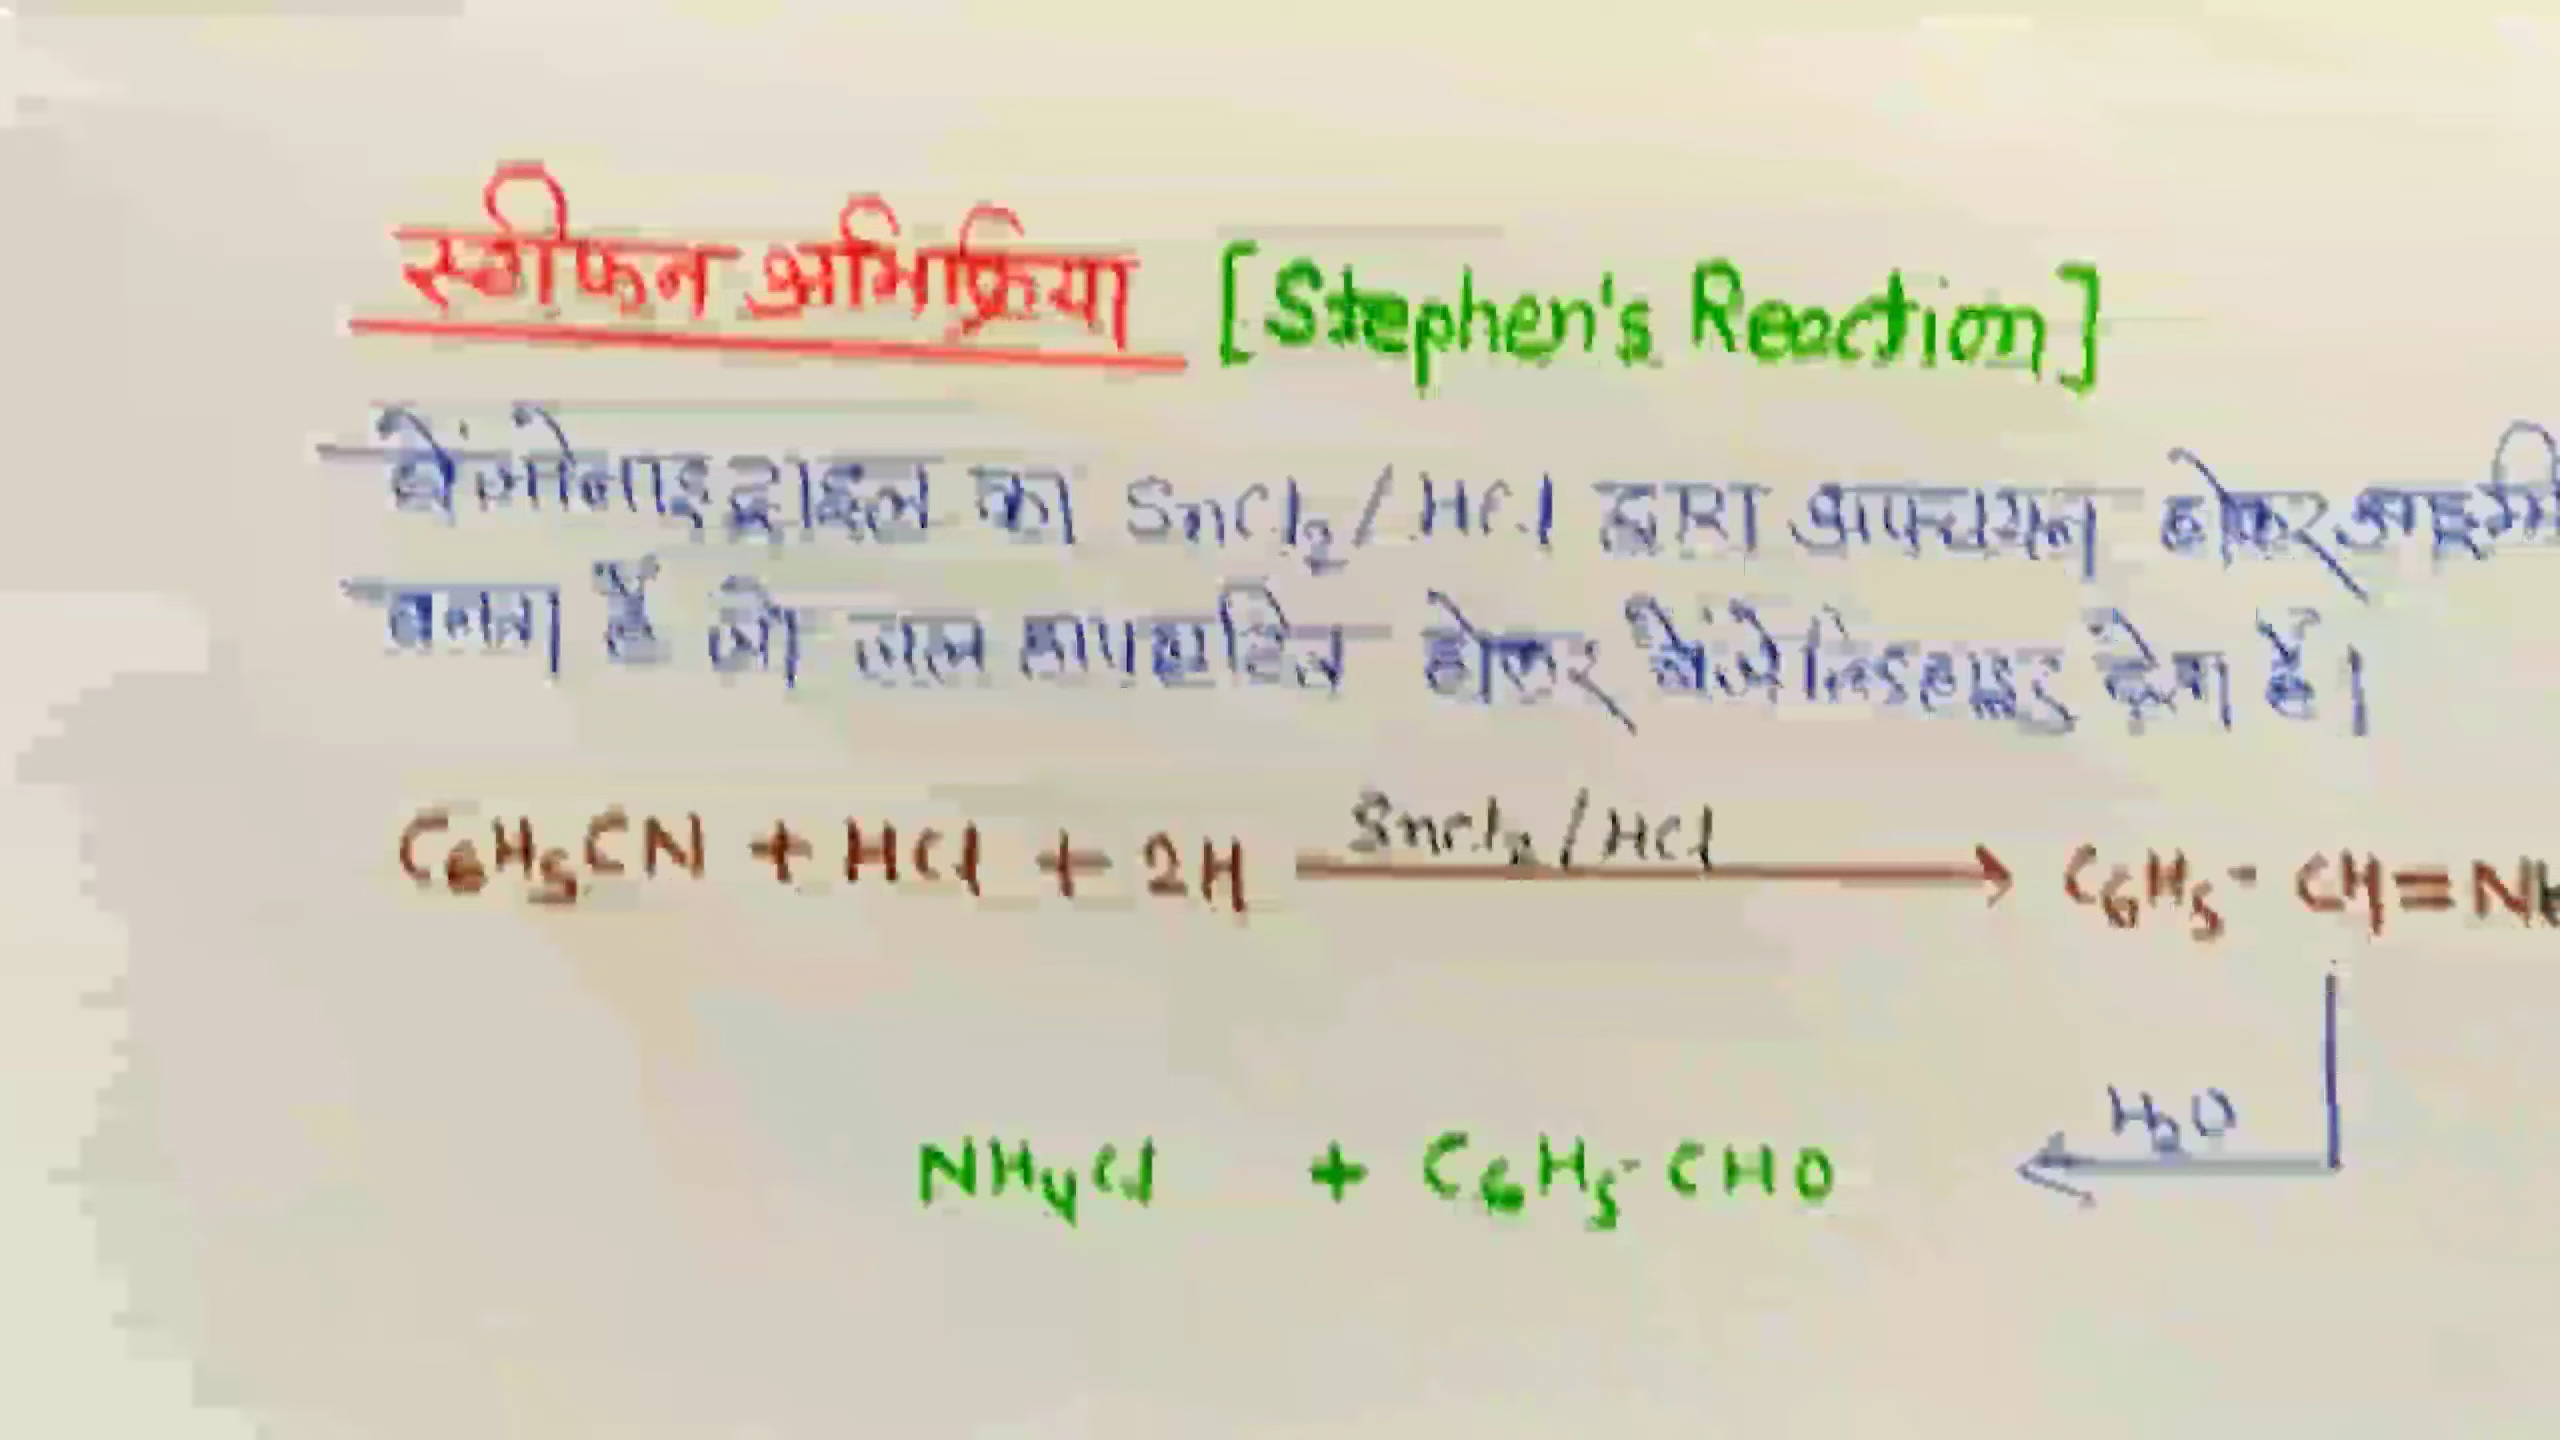 स्टीफन अभिक्रिया [Stephen's Reaction]
बेंजोनाइट्राइल का SnCl₂/HCl द्वारा अपचयन होकर
बनता है जो जल अपघटित होकर बेंजेल्डिहाइड देता है।
C₆H₅CN + HCl + 2H SnCl₂/HCl → C₆H₅-CH=NH
H₂O
NH₄Cl + C₆H₅-CHO